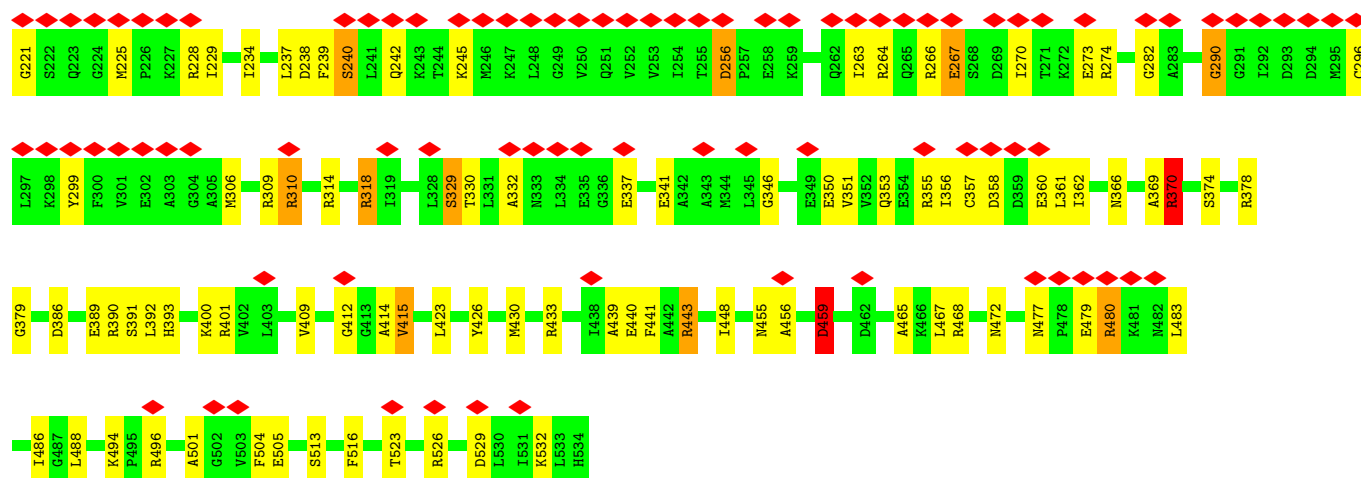 G221 S222 Q223 G224 M225 P226 K227 R228 I229 I234 L237 D238 F239 S240 L241 Q242 K243 T244 K245 M246 K247 L248 G249 V250 Q251 V252 V253 I254 T255 D256 P257 E258 K259 Q262 I263 R264 Q265 R266 E267 S268 D269 I270 T271 K272 E273 R274 G282 A283 G290 G291 I292 D293 D294 M295 C296
L297 K298 Y299 F300 V301 E302 A303 G304 A305 M306 R309 R310 R314 R318 I319 L328 S329 T330 L331 A332 N333 L334 E335 G336 E337 E341 A342 A343 M344 L345 G346 E349 E350 V351 V352 Q353 E354 R355 I356 C357 D358 D359 E360 L361 I362 N366 A369 R370 S374 R378
G379 D386 E389 R390 S391 L392 H393 K400 R401 V402 L403 V409 G412 G413 A414 V415 L423 Y426 M430 R433 I438 A439 E440 F441 A442 R443 I448 N455 A456 D459 D462 A465 K466 L467 R468 N472 N477 P478 E479 R480 K481 N482 L483
I486 G487 L488 K494 P495 R496 A501 G502 V503 F504 E505 S513 F516 T523 R526 D529 L530 I531 K532 L533 H534